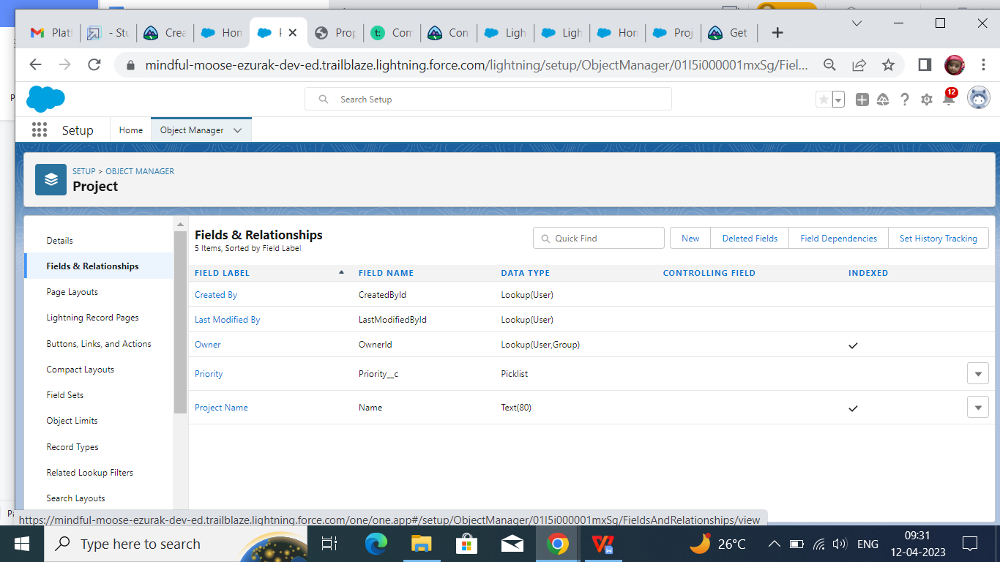 Platf
- Stu
Crea
Hom
F
Prop
Com
Con
Ligh
Ligh
Hom
Proj
Get
mindful-moose-ezurak-dev-ed.trailblaze.lightning.force.com/lightning/setup/ObjectManager/01I5i000001mxSg/Fiel...
Search Setup
12
Setup
Home
Object Manager
SETUP > OBJECT MANAGER
Project
Details
Fields & Relationships
Page Layouts
Lightning Record Pages
Buttons, Links, and Actions
Compact Layouts
Field Sets
Object Limits
Record Types
Related Lookup Filters
Search Layouts
Fields & Relationships
5 Items, Sorted by Field Label
Quick Find
New
Deleted Fields
Field Dependencies
Set History Tracking
FIELD LABEL FIELD NAME DATA TYPE CONTROLLING FIELD INDEXED
Created By CreatedById Lookup(User)
Last Modified By LastModifiedById Lookup(User)
Owner OwnerId Lookup(User,Group)
Priority Priority__c Picklist
Project Name Name Text(80)
https://mindful-moose-ezurak-dev-ed.trailblaze.lightning.force.com/one/one.app#/setup/ObjectManager/01I5i000001mxSg/FieldsAndRelationships/view
Type here to search
26°C
ENG
09:31
12-04-2023